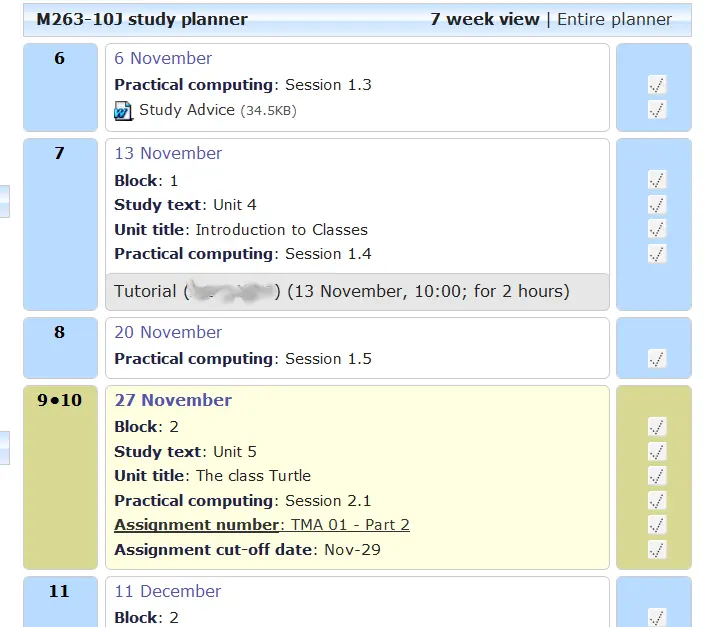 M263-10J study planner 7 week view | Entire planner
6
6 November
Practical computing: Session 1.3
Study Advice (34.5KB)
7
13 November
Block: 1
Study text: Unit 4
Unit title: Introduction to Classes
Practical computing: Session 1.4
Tutorial ( ) (13 November, 10:00; for 2 hours)
8
20 November
Practical computing: Session 1.5
9●10
27 November
Block: 2
Study text: Unit 5
Unit title: The class Turtle
Practical computing: Session 2.1
Assignment number: TMA 01 - Part 2
Assignment cut-off date: Nov-29
11
11 December
Block: 2